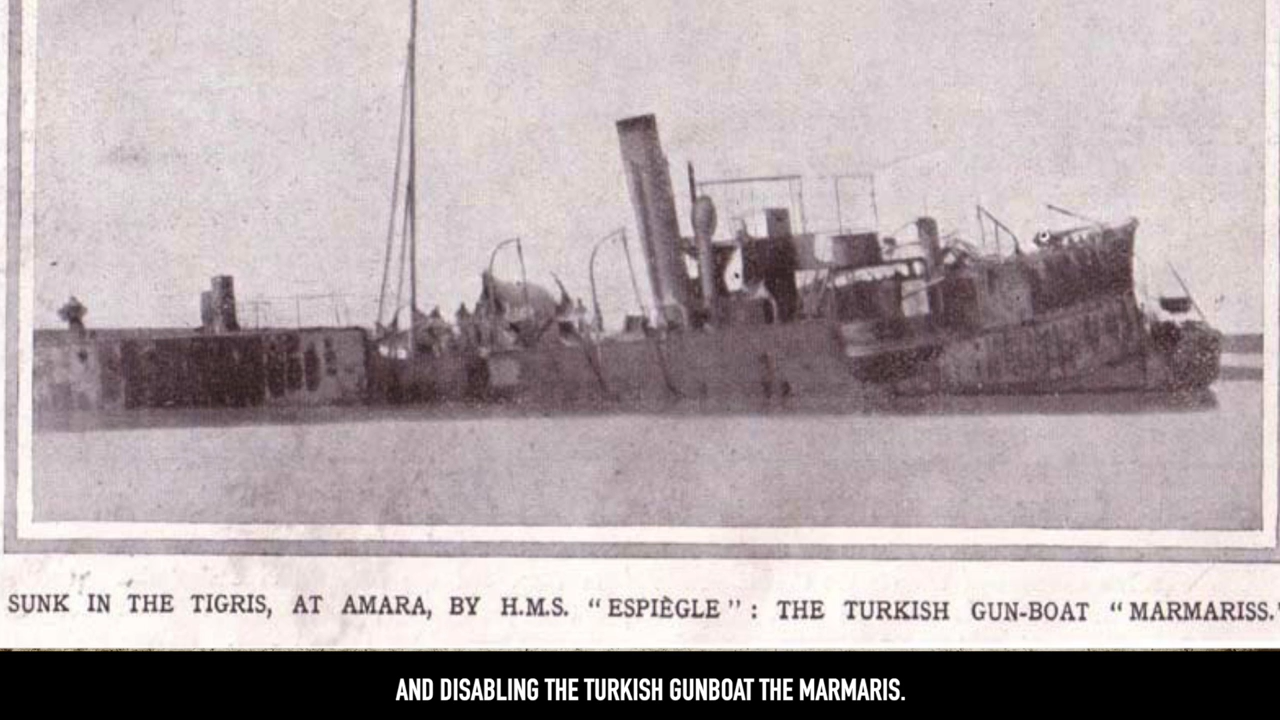 SUNK IN THE TIGRIS, AT AMARA, BY H.M.S. "ESPIÈGLE": THE TURKISH GUN-BOAT "MARMARISS."
AND DISABLING THE TURKISH GUNBOAT THE MARMARIS.